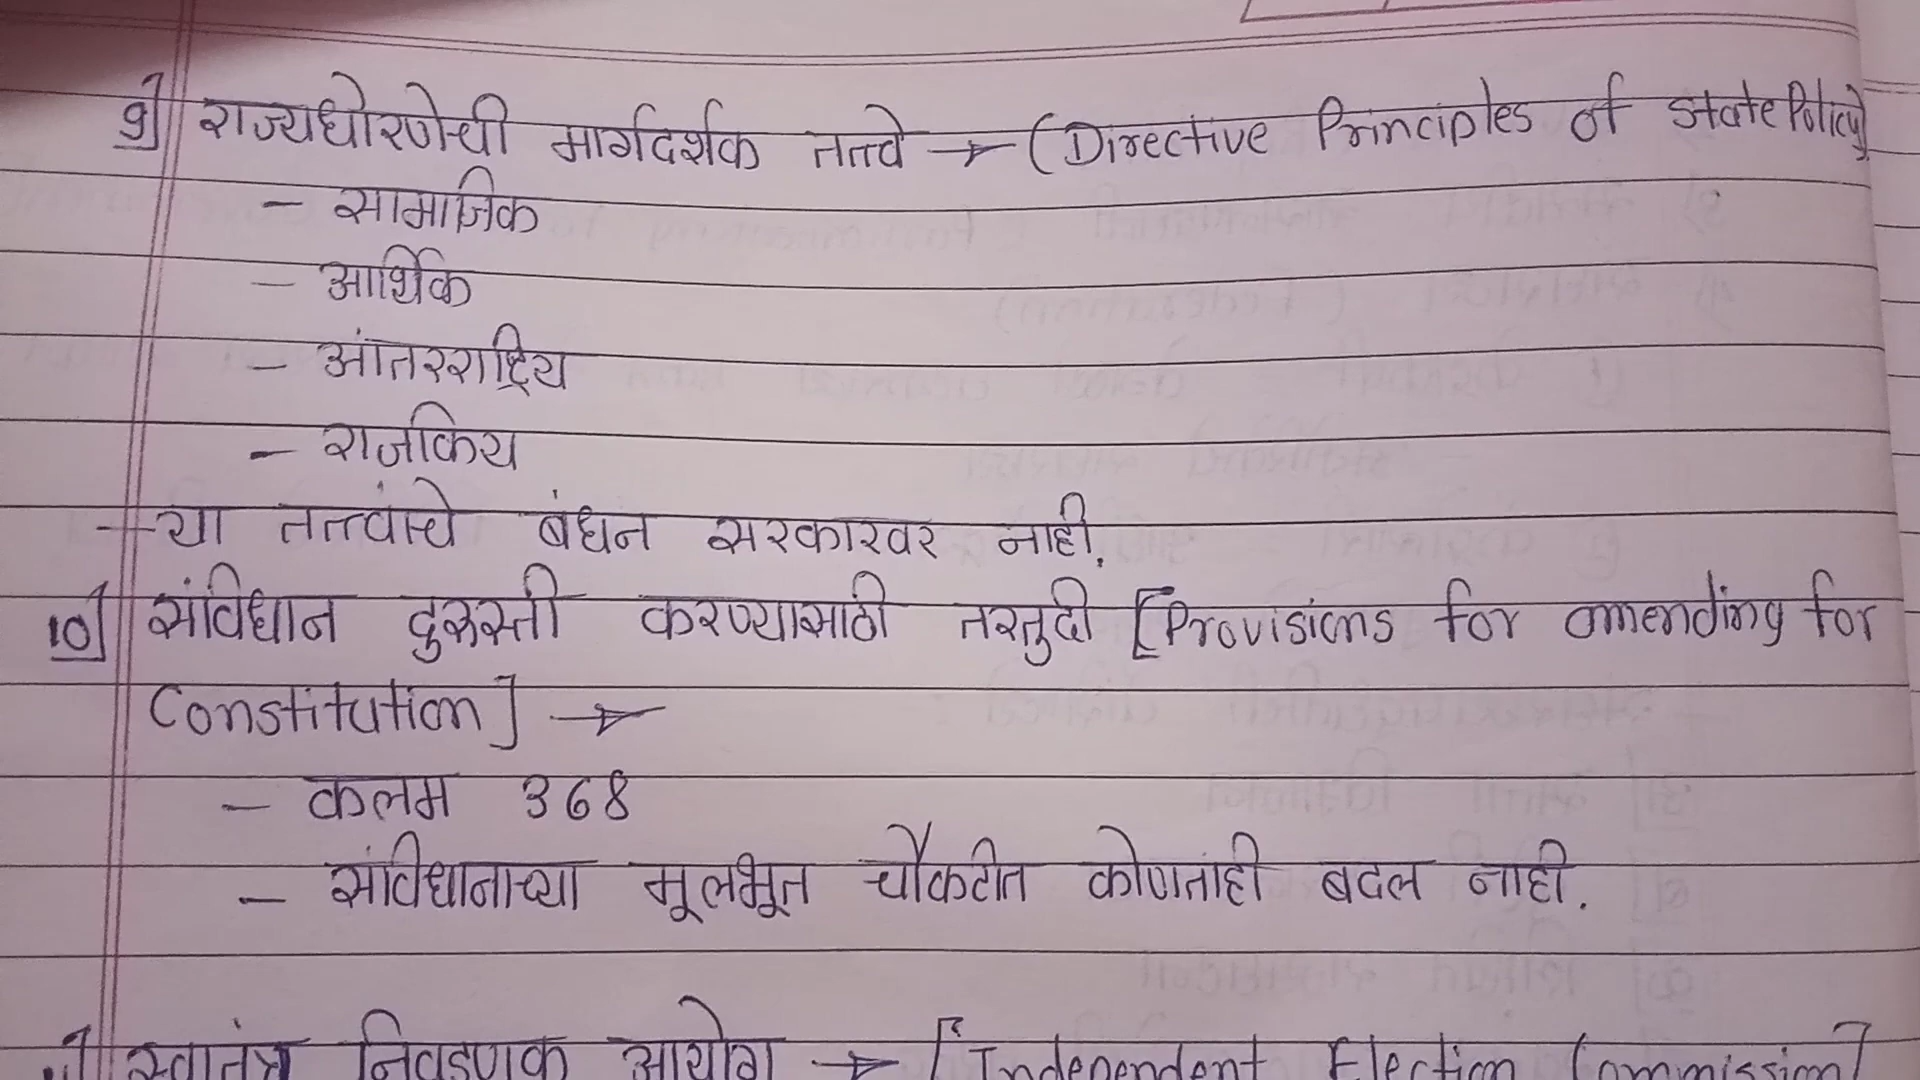 9] राज्यधोरणेची मार्गदर्शक तत्त्वे → (Directive Principles of State Policy)
- सामाजिक
- आर्थिक
- आंतरराष्ट्रिय
- राजकिय
- या तत्त्वांचे बंधन सरकारवर नाही.
10] संविधान दुरुस्ती करण्यासाठी तरतुदी [Provisions for amending for
Constitution] →
- कलम 368
- संविधानाच्या मूलभूत चौकटीत कोणताही बदल नाही.
स्वातंत्र निवडणूक आयोग → [Independent Election Commission]